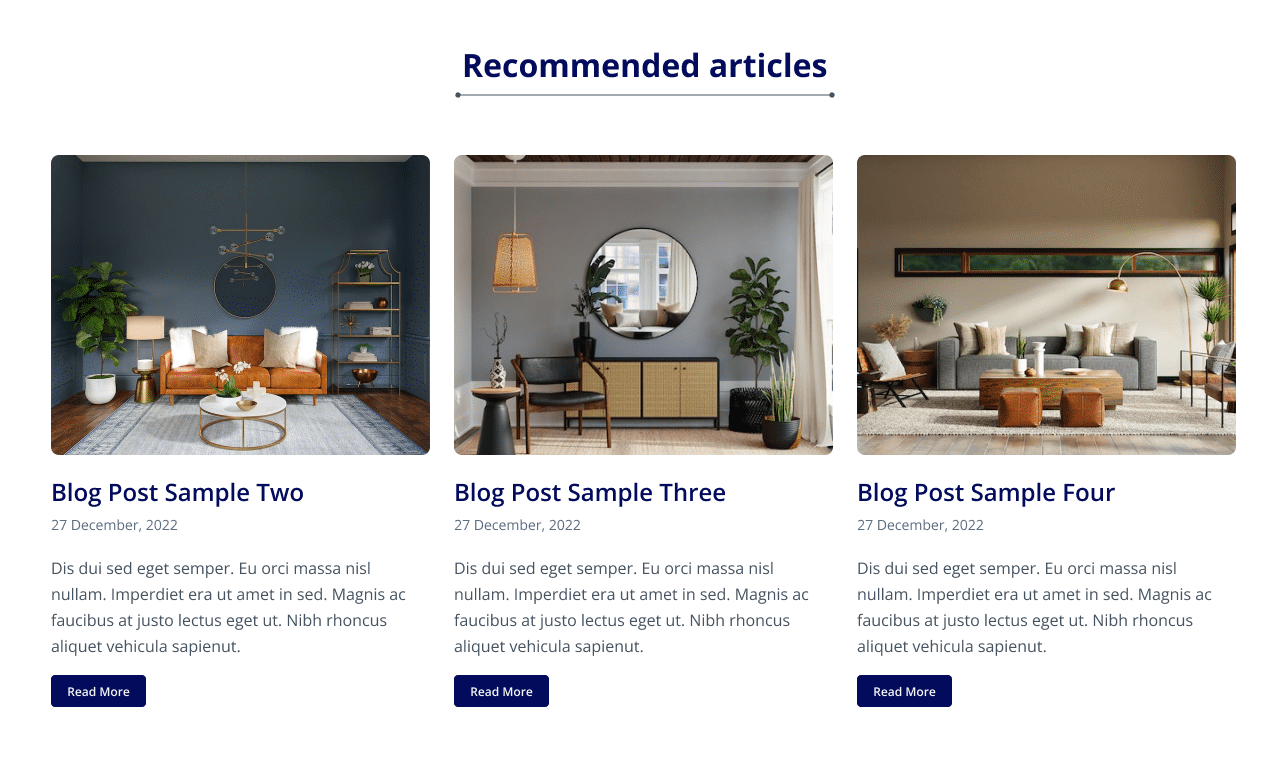 Recommended articles
Blog Post Sample Two
27 December, 2022
Dis dui sed eget semper. Eu orci massa nisl
nullam. Imperdiet era ut amet in sed. Magnis ac
faucibus at justo lectus eget ut. Nibh rhoncus
aliquet vehicula sapienut.
Read More
Blog Post Sample Three
27 December, 2022
Dis dui sed eget semper. Eu orci massa nisl
nullam. Imperdiet era ut amet in sed. Magnis ac
faucibus at justo lectus eget ut. Nibh rhoncus
aliquet vehicula sapienut.
Read More
Blog Post Sample Four
27 December, 2022
Dis dui sed eget semper. Eu orci massa nisl
nullam. Imperdiet era ut amet in sed. Magnis ac
faucibus at justo lectus eget ut. Nibh rhoncus
aliquet vehicula sapienut.
Read More